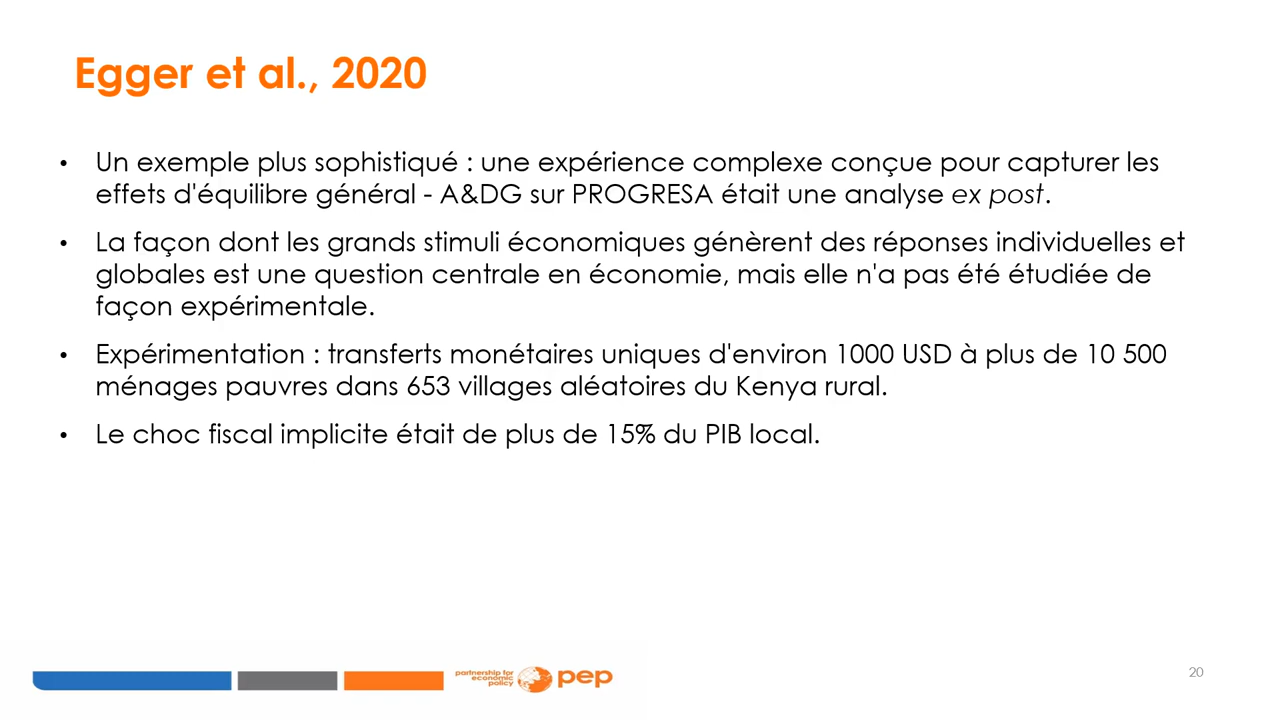 Egger et al., 2020
• Un exemple plus sophistiqué : une expérience complexe conçue pour capturer les
effets d'équilibre général - A&DG sur PROGRESA était une analyse ex post.
• La façon dont les grands stimuli économiques génèrent des réponses individuelles et
globales est une question centrale en économie, mais elle n'a pas été étudiée de
façon expérimentale.
• Expérimentation : transferts monétaires uniques d'environ 1000 USD à plus de 10 500
ménages pauvres dans 653 villages aléatoires du Kenya rural.
• Le choc fiscal implicite était de plus de 15% du PIB local.
partnership for
economic
policy
pep
20